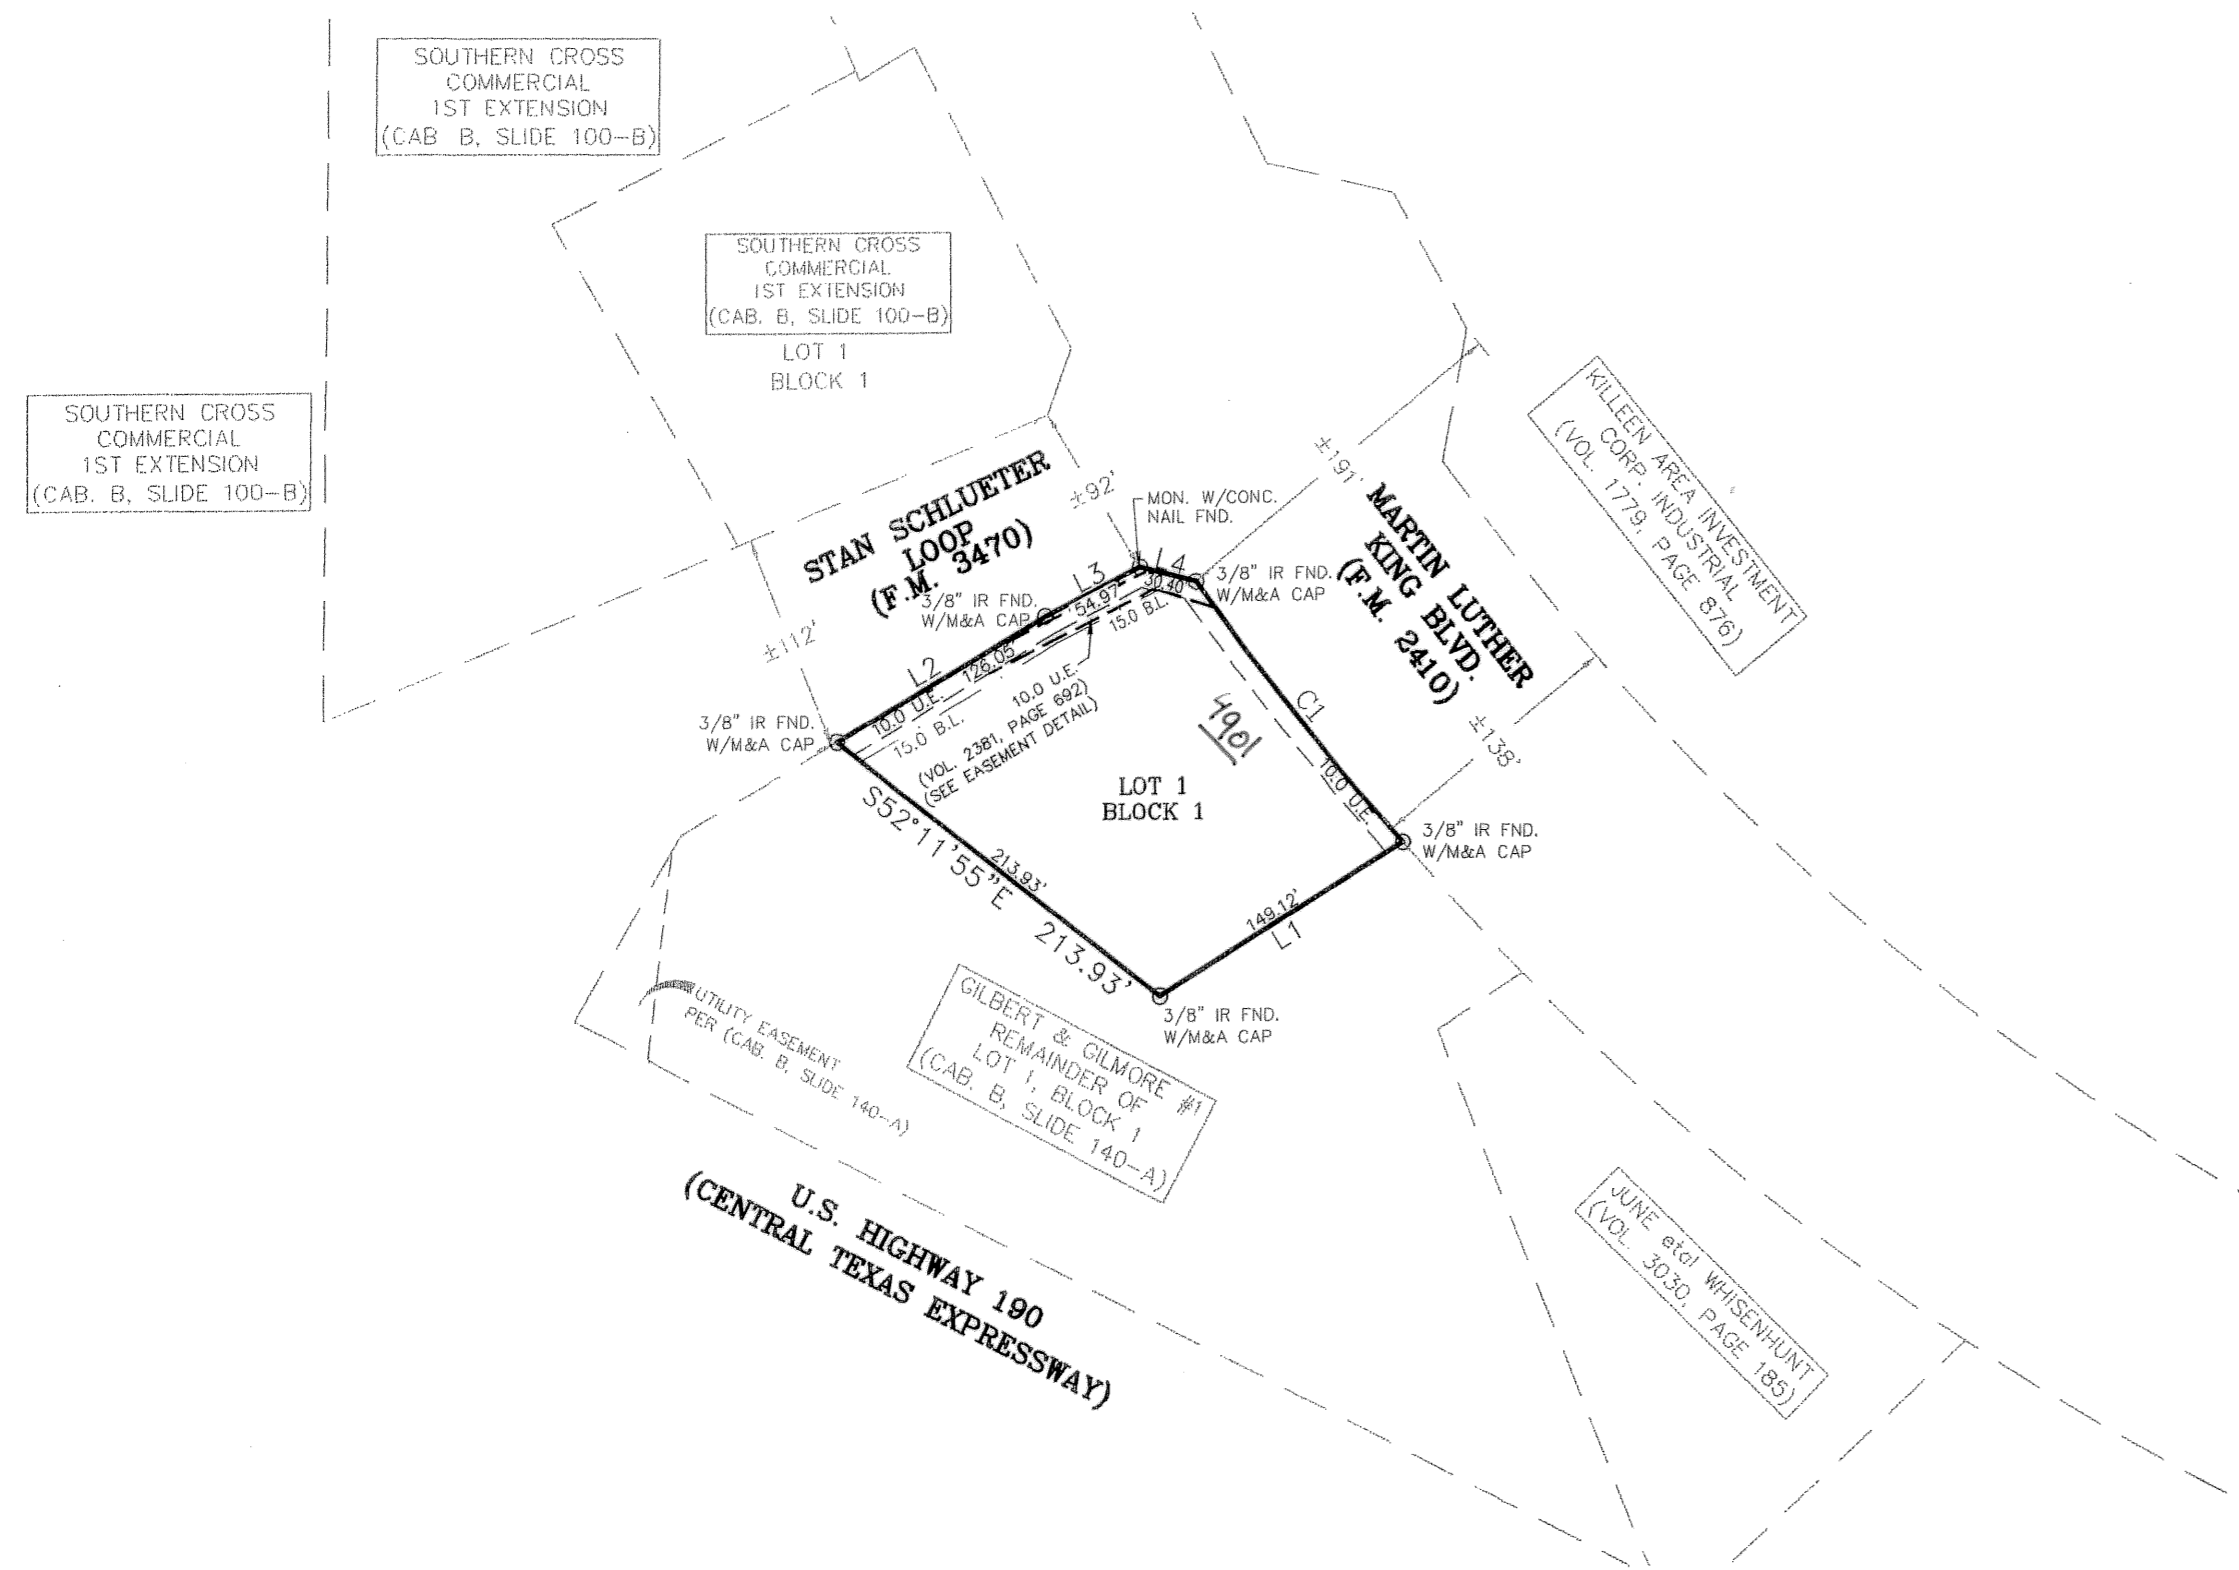 SOUTHERN CROSS
COMMERCIAL
1ST EXTENSION
(CAB B, SLIDE 100-B)
SOUTHERN CROSS
COMMERCIAL
1ST EXTENSION
(CAB. B, SLIDE 100-B)
LOT 1
BLOCK 1
SOUTHERN CROSS
COMMERCIAL
1ST EXTENSION
(CAB. B, SLIDE 100-B)
KILLEEN AREA INVESTMENT
CORP. INDUSTRIAL
(VOL. 1779, PAGE 876)
STAN SCHLUETER
LOOP
(F.M. 3470)
±92'
±191'
MARTIN LUTHER
KING BLVD.
(F.M. 2410)
MON. W/CONC.
NAIL FND.
L3
L4
3/8" IR FND.
W/M&A CAP
3/8" IR FND.
W/M&A CAP
30.40'
54.97'
15.0 B.L.
±112'
L2
126.05'
10.0 U.E.
15.0 B.L.
10.0 U.E.
(VOL. 2381, PAGE 692)
(SEE EASEMENT DETAIL)
3/8" IR FND.
W/M&A CAP
4901
C1
±138'
10.0 U.E.
LOT 1
BLOCK 1
3/8" IR FND.
W/M&A CAP
S52°11'55"E 213.93'
213.93'
149.12'
L1
3/8" IR FND.
W/M&A CAP
UTILITY EASEMENT
PER (CAB. B, SLIDE 140-A)
GILBERT & GILMORE #1
REMAINDER OF
LOT 1, BLOCK 1
(CAB. B, SLIDE 140-A)
U.S. HIGHWAY 190
(CENTRAL TEXAS EXPRESSWAY)
JUNE etal WHISENHUNT
(VOL. 3030, PAGE 185)